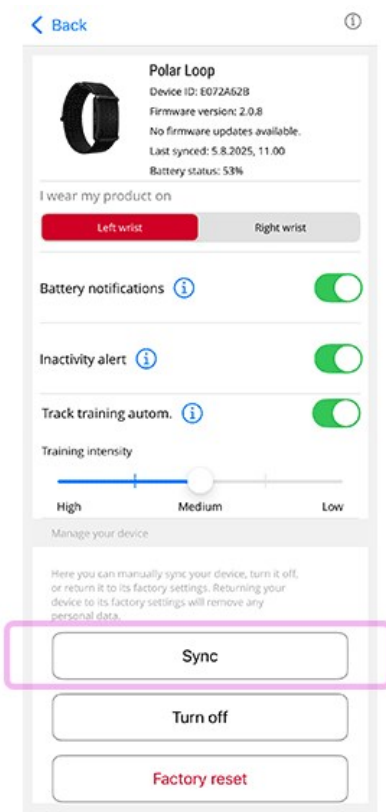 Back
Polar Loop
Device ID: E072A62B
Firmware version: 2.0.8
No firmware updates available.
Last synced: 5.8.2025, 11.00
Battery status: 53%
I wear my product on
Left wrist Right wrist
Battery notifications
Inactivity alert
Track training autom.
Training intensity
High Medium Low
Manage your device
Here you can manually sync your device, turn it off,
or return it to its factory settings. Returning your
device to its factory settings will remove any
personal data.
Sync
Turn off
Factory reset